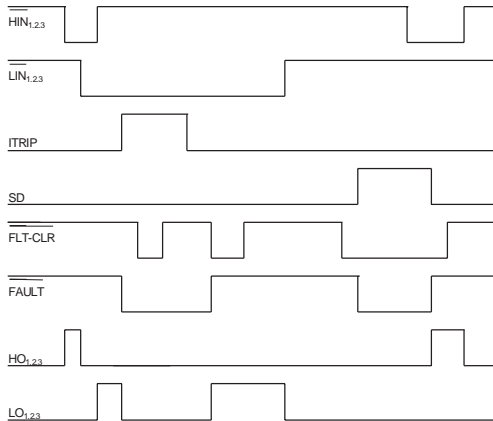 HIN1,2,3
LIN1,2,3
ITRIP
SD
FLT-CLR
FAULT
HO1,2,3
LO1,2,3